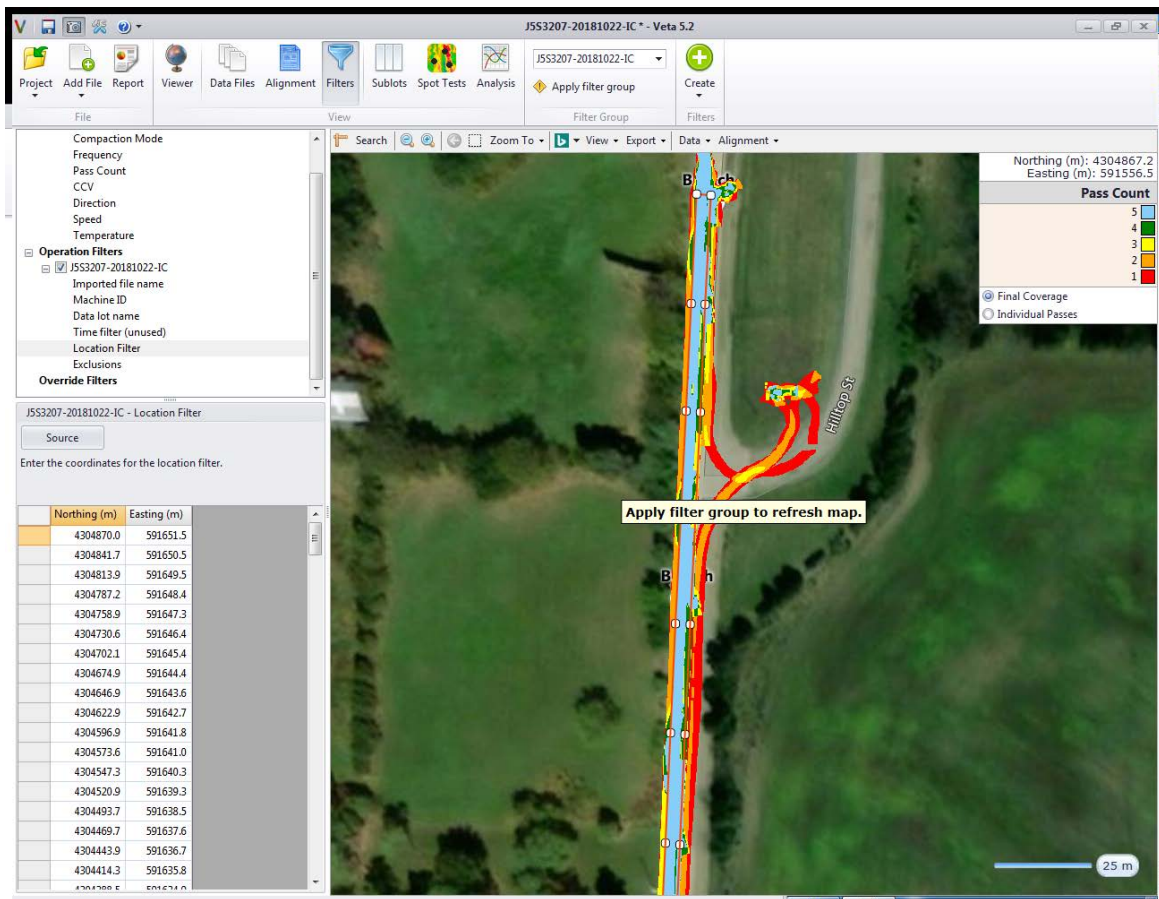 J5S3207-20181022-IC * - Veta 5.2
Project
Add File
Report
Viewer
Data Files
Alignment
Filters
Sublots
Spot Tests
Analysis
J5S3207-20181022-IC
Apply filter group
Create
File
View
Filter Group
Filters
Compaction Mode
Frequency
Pass Count
CCV
Direction
Speed
Temperature
Operation Filters
J5S3207-20181022-IC
Imported file name
Machine ID
Data lot name
Time filter (unused)
Location Filter
Exclusions
Override Filters
J5S3207-20181022-IC - Location Filter
Source
Enter the coordinates for the location filter.
Northing (m) Easting (m)
4304870.0 591651.5
4304841.7 591650.5
4304813.9 591649.5
4304787.2 591648.4
4304758.9 591647.3
4304730.6 591646.4
4304702.1 591645.4
4304674.9 591644.4
4304646.9 591643.6
4304622.9 591642.7
4304596.9 591641.8
4304573.6 591641.0
4304547.3 591640.3
4304520.9 591639.3
4304493.7 591638.5
4304469.7 591637.6
4304443.9 591636.7
4304414.3 591635.8
Search
Zoom To
View
Export
Data
Alignment
Northing (m): 4304867.2
Easting (m): 591556.5
Pass Count
5
4
3
2
1
Final Coverage
Individual Passes
Hilltop St
Apply filter group to refresh map.
25 m